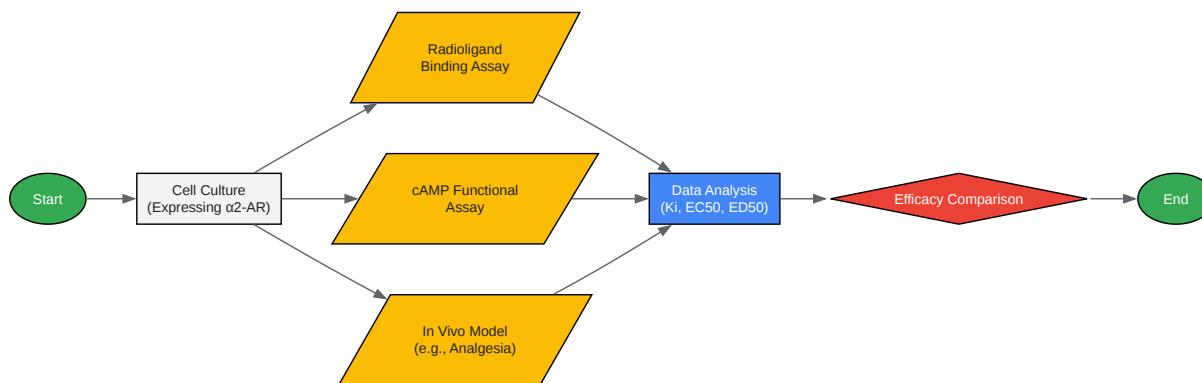 Start
Cell Culture
(Expressing α2-AR)
Radioligand
Binding Assay
cAMP Functional
Assay
In Vivo Model
(e.g., Analgesia)
Data Analysis
(Ki, EC50, ED50)
Efficacy Comparison
End